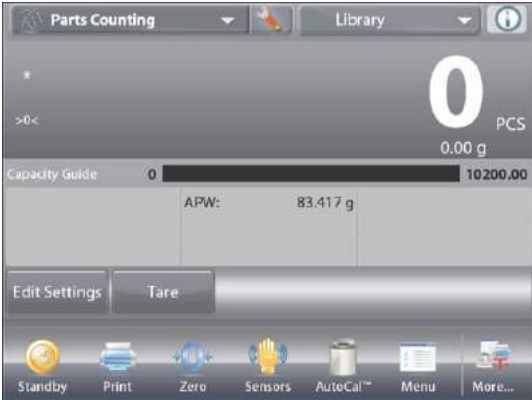 Parts Counting
Library
*
>0<
0 PCS
0.00 g
Capacity Guide 0 10200.00
APW: 83.417 g
Edit Settings Tare
Standby Print Zero Sensors AutoCal™ Menu More...